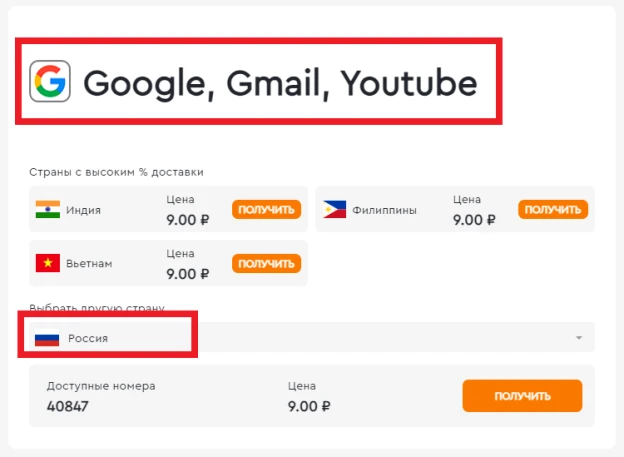 Google, Gmail, Youtube
Страны с высоким % доставки
Индия
Цена
9.00 ₽
ПОЛУЧИТЬ
Филиппины
Цена
9.00 ₽
ПОЛУЧИТЬ
Вьетнам
Цена
9.00 ₽
ПОЛУЧИТЬ
Выбрать другую страну
Россия
Доступные номера
40847
Цена
9.00 ₽
ПОЛУЧИТЬ